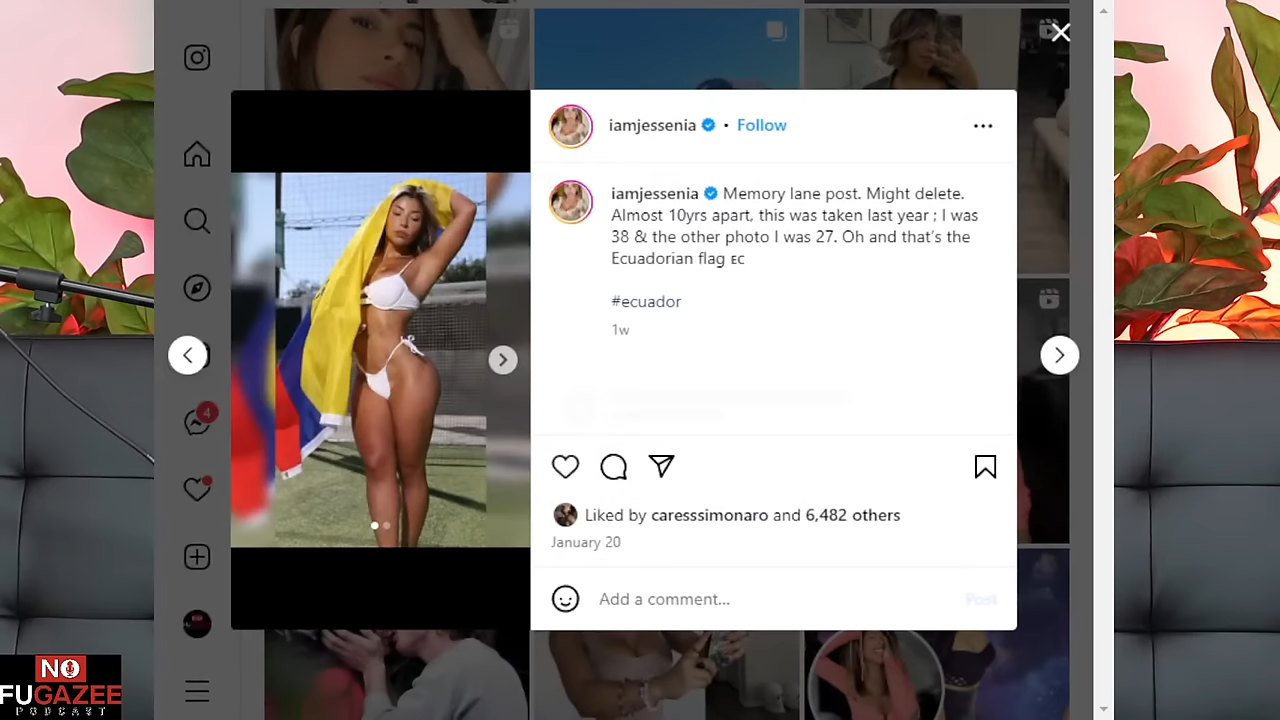 iamjessenia • Follow
iamjessenia Memory lane post. Might delete.
Almost 10yrs apart, this was taken last year ; I was
38 & the other photo I was 27. Oh and that's the
Ecuadorian flag ᴇᴄ
#ecuador
1w
4
Liked by caresssimonaro and 6,482 others
January 20
Add a comment...
Post
NO
FUGAZEE
PODCAST